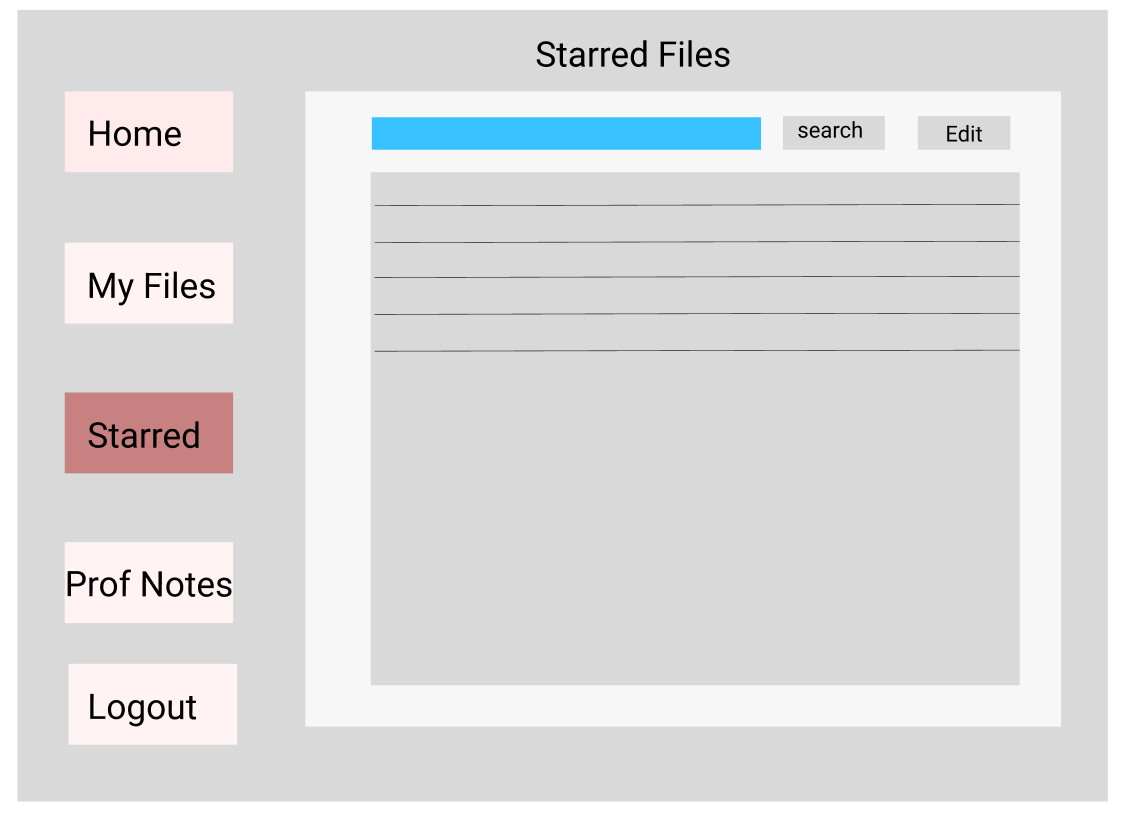 Starred Files
Home
search
Edit
My Files
Starred
Prof Notes
Logout